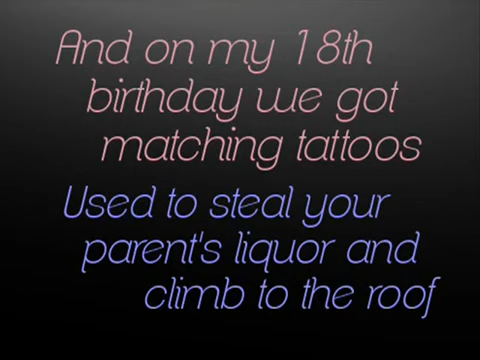 And on my 18th
birthday we got
matching tattoos
Used to steal your
parent's liquor and
climb to the roof